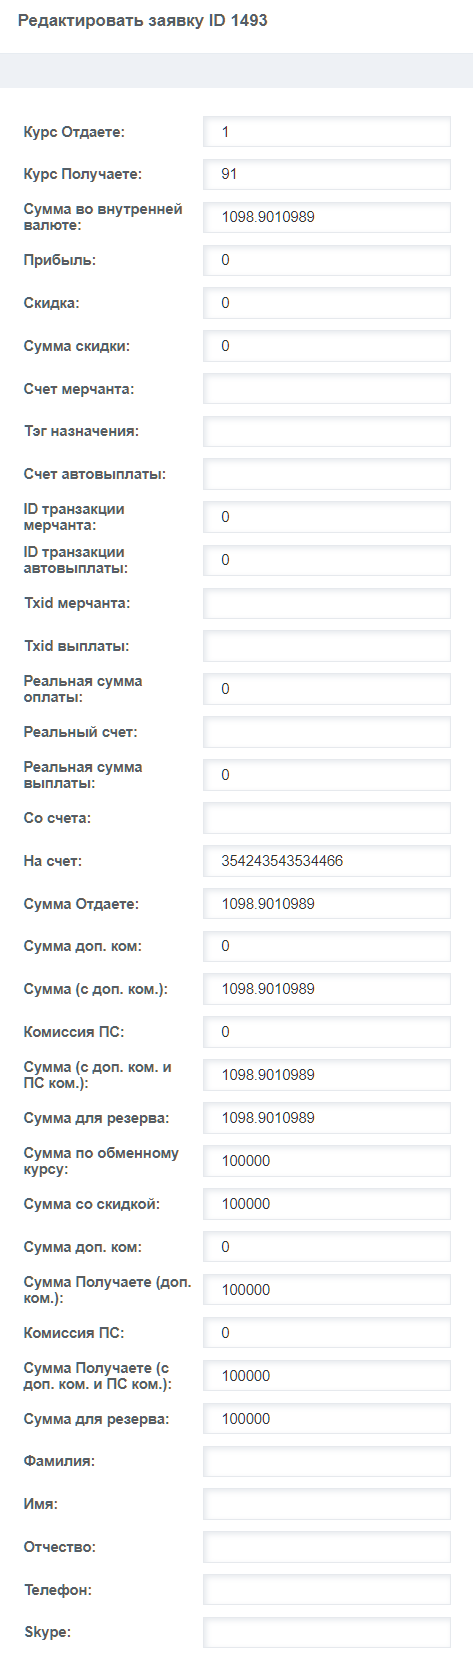 Редактировать заявку ID 1493
Курс Отдаете: 1
Курс Получаете: 91
Сумма во внутренней
валюте: 1098.9010989
Прибыль: 0
Скидка: 0
Сумма скидки: 0
Счет мерчанта:
Тэг назначения:
Счет автовыплаты:
ID транзакции
мерчанта: 0
ID транзакции
автовыплаты: 0
Txid мерчанта:
Txid выплаты:
Реальная сумма
оплаты: 0
Реальный счет:
Реальная сумма
выплаты: 0
Со счета:
На счет: 354243543534466
Сумма Отдаете: 1098.9010989
Сумма доп. ком: 0
Сумма (с доп. ком.): 1098.9010989
Комиссия ПС: 0
Сумма (с доп. ком. и
ПС ком.): 1098.9010989
Сумма для резерва: 1098.9010989
Сумма по обменному
курсу: 100000
Сумма со скидкой: 100000
Сумма доп. ком: 0
Сумма Получаете (доп.
ком.): 100000
Комиссия ПС: 0
Сумма Получаете (с
доп. ком. и ПС ком.): 100000
Сумма для резерва: 100000
Фамилия:
Имя:
Отчество:
Телефон:
Skype: